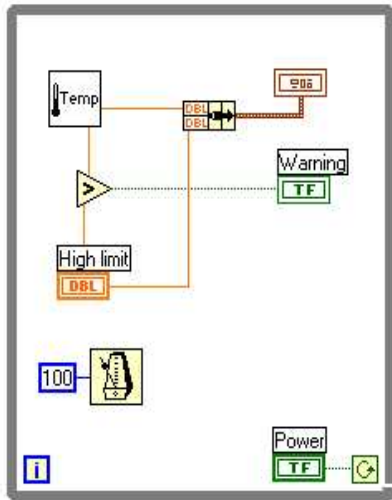 Temp
DBL
DBL
Warning
>
TF
High limit
DBL
100
Power
i
TF